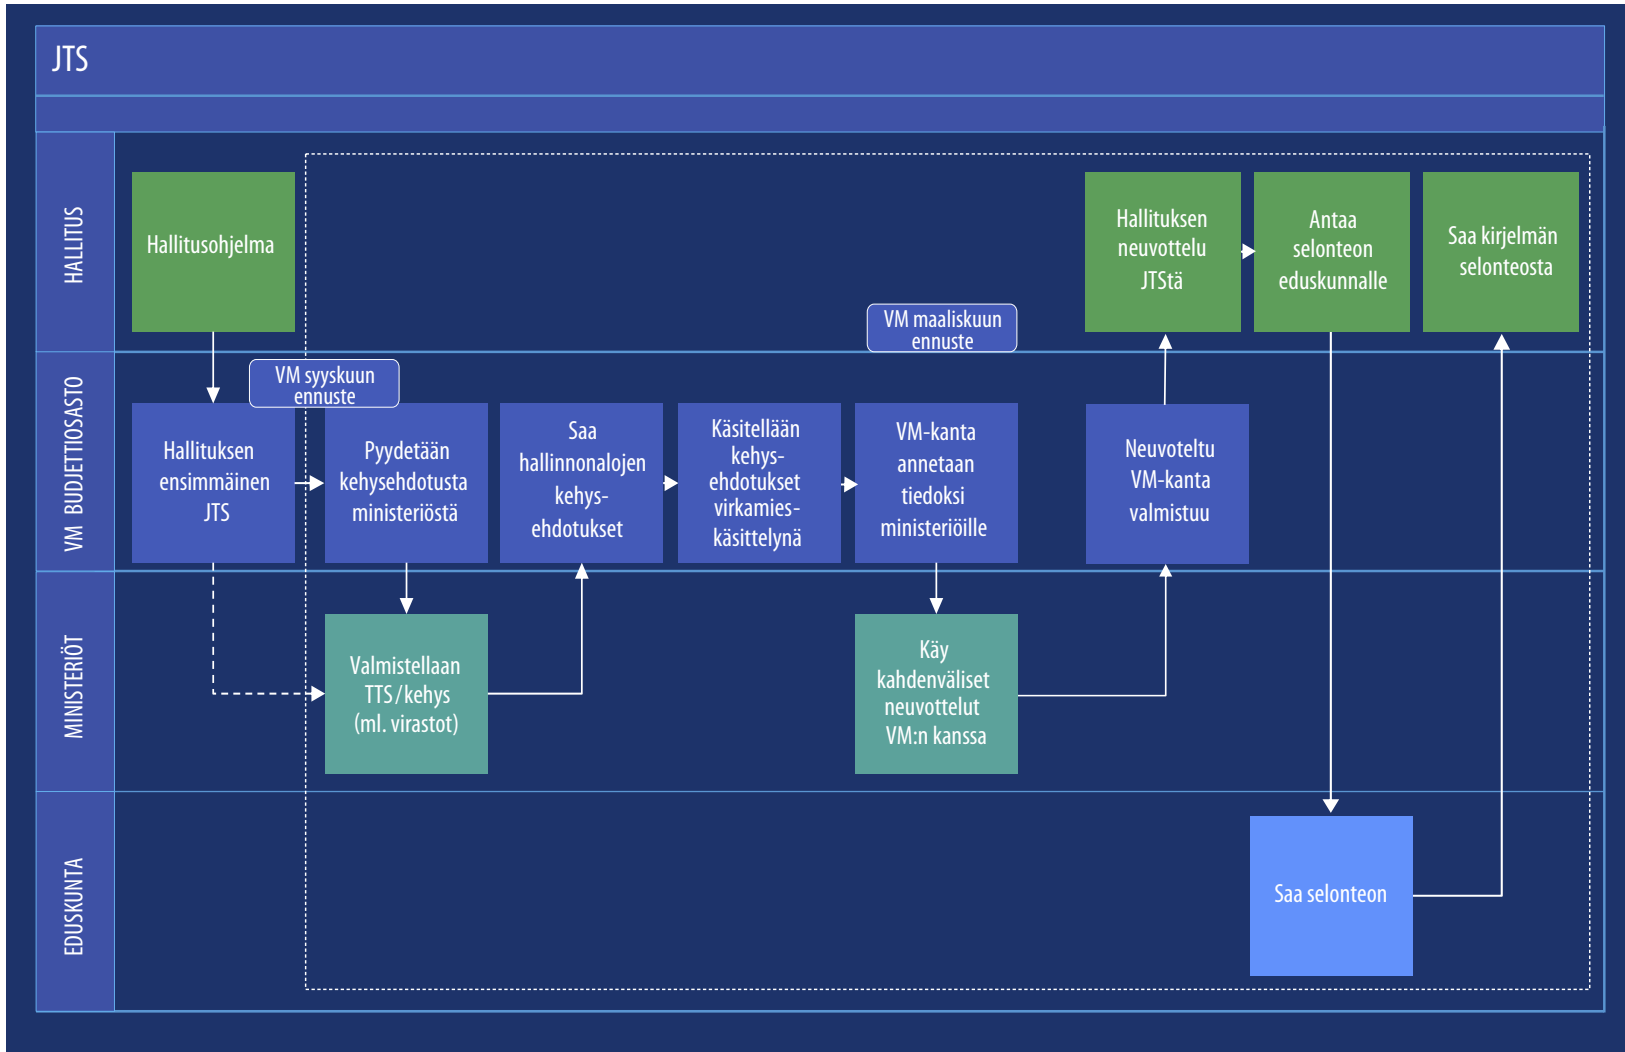 JTS
HALLITUS
Hallitusohjelma
Hallituksen
neuvottelu
JTStä
Antaa
selonteon
eduskunnalle
Saa kirjelmän
selonteosta
VM maaliskuun
ennuste
VM BUDJETTIOSASTO
VM syyskuun
ennuste
Hallituksen
ensimmäinen
JTS
Pyydetään
kehysehdotusta
ministeriöstä
Saa
hallinnonalojen
kehys-
ehdotukset
Käsitellään
kehys-
ehdotukset
virkamies-
käsittelynä
VM-kanta
annetaan
tiedoksi
ministeriöille
Neuvoteltu
VM-kanta
valmistuu
MINISTERIÖT
Valmistellaan
TTS/kehys
(ml. virastot)
Käy
kahdenväliset
neuvottelut
VM:n kanssa
EDUSKUNTA
Saa selonteon